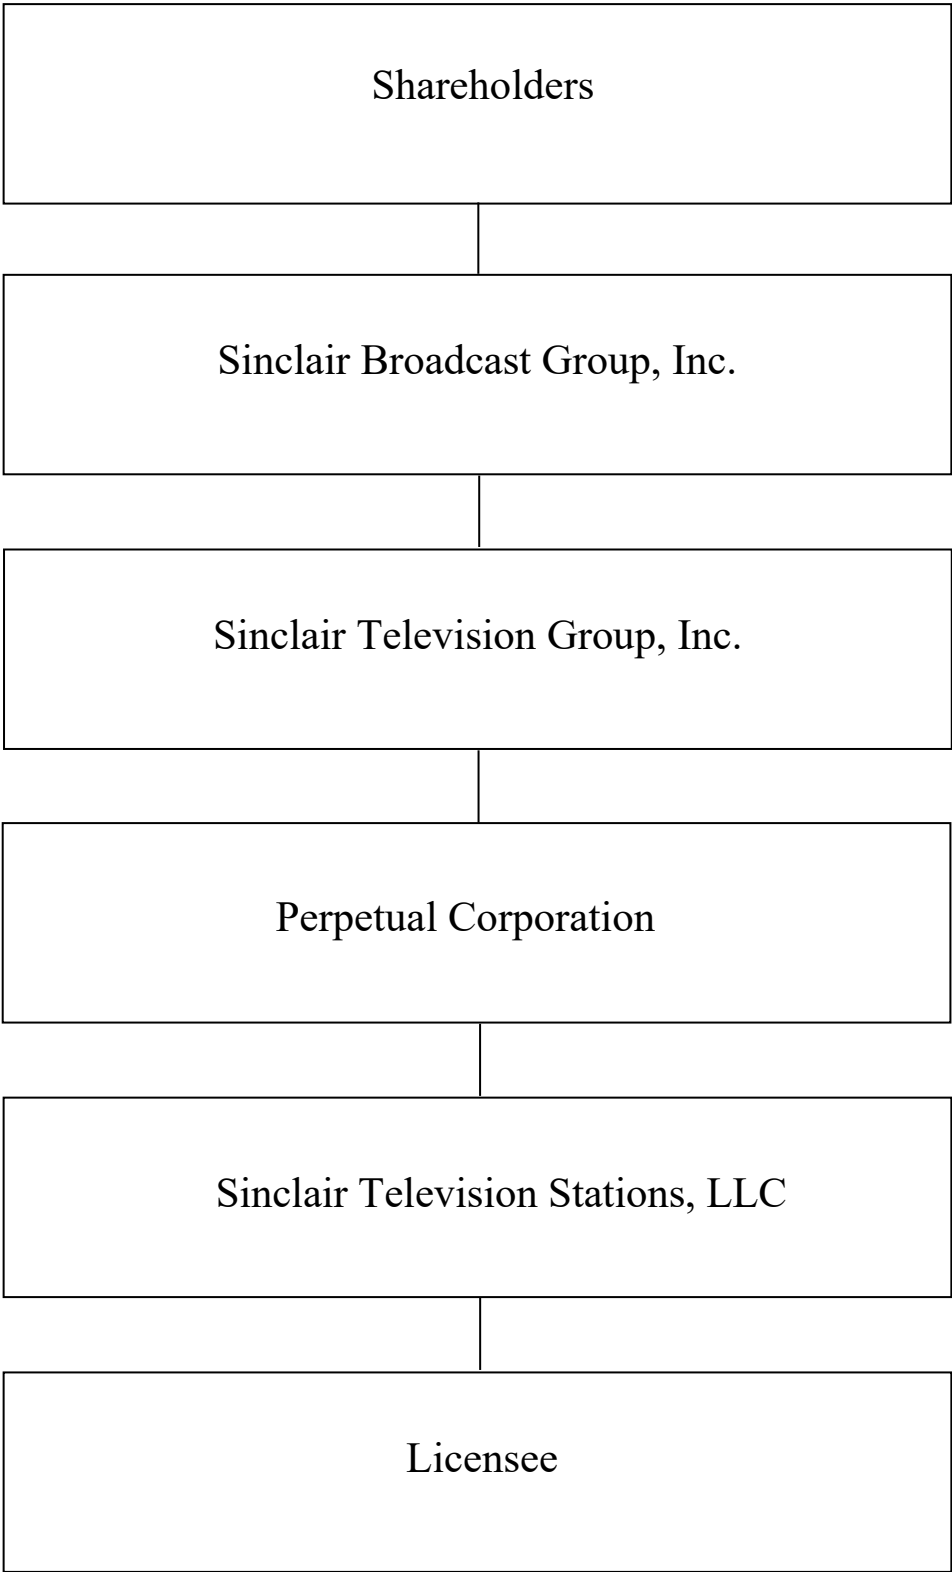 Shareholders
Sinclair Broadcast Group, Inc.
Sinclair Television Group, Inc.
Perpetual Corporation
Sinclair Television Stations, LLC
Licensee